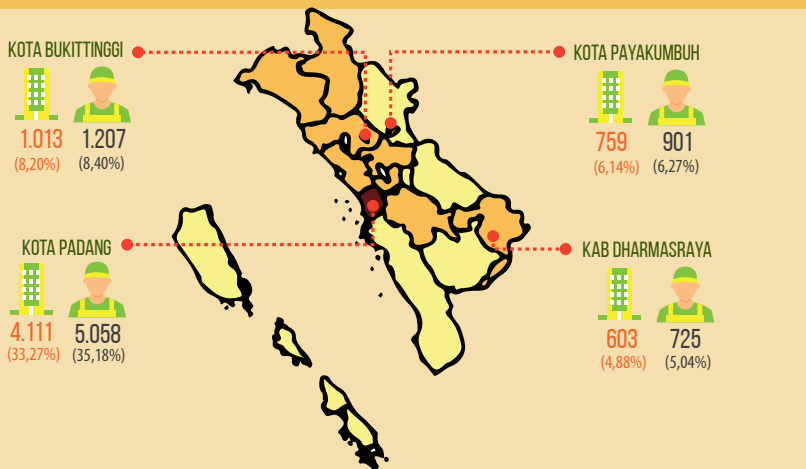 KOTA BUKITTINGGI
1.013 1.207
(8,20%) (8,40%)
KOTA PAYAKUMBUH
759 901
(6,14%) (6,27%)
KOTA PADANG
4.111 5.058
(33,27%) (35,18%)
KAB DHARMASRAYA
603 725
(4,88%) (5,04%)